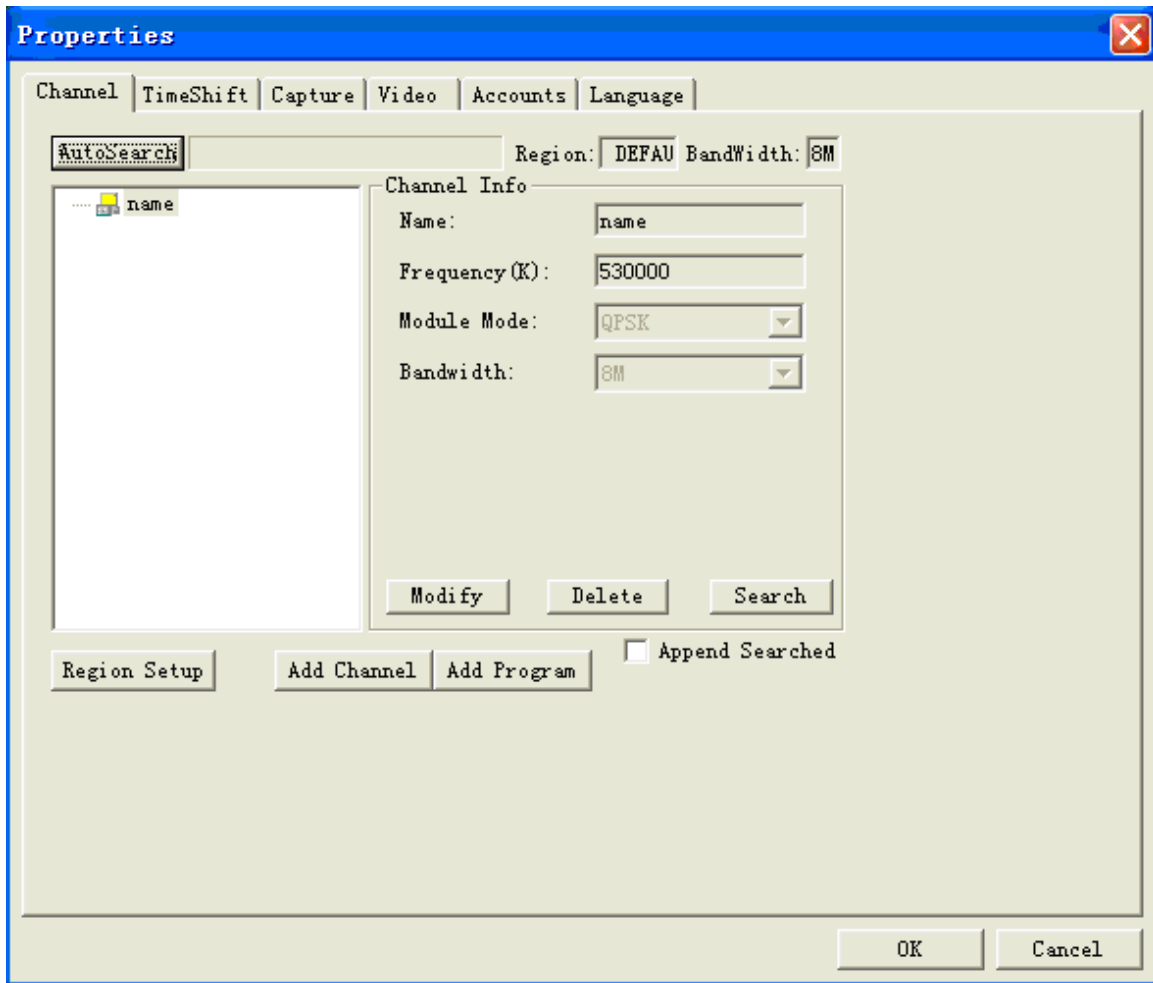 Properties
Channel TimeShift Capture Video Accounts Language
AutoSearch Region: DEFAU BandWidth: 8M
name
Channel Info
Name: name
Frequency(K): 530000
Module Mode: QPSK
Bandwidth: 8M
Modify Delete Search
Append Searched
Region Setup Add Channel Add Program
OK Cancel